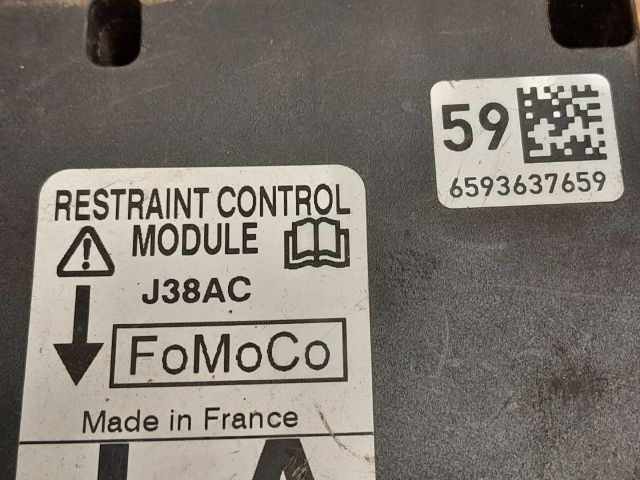 59
6593637659
RESTRAINT CONTROL
MODULE
J38AC
FoMoCo
Made in France